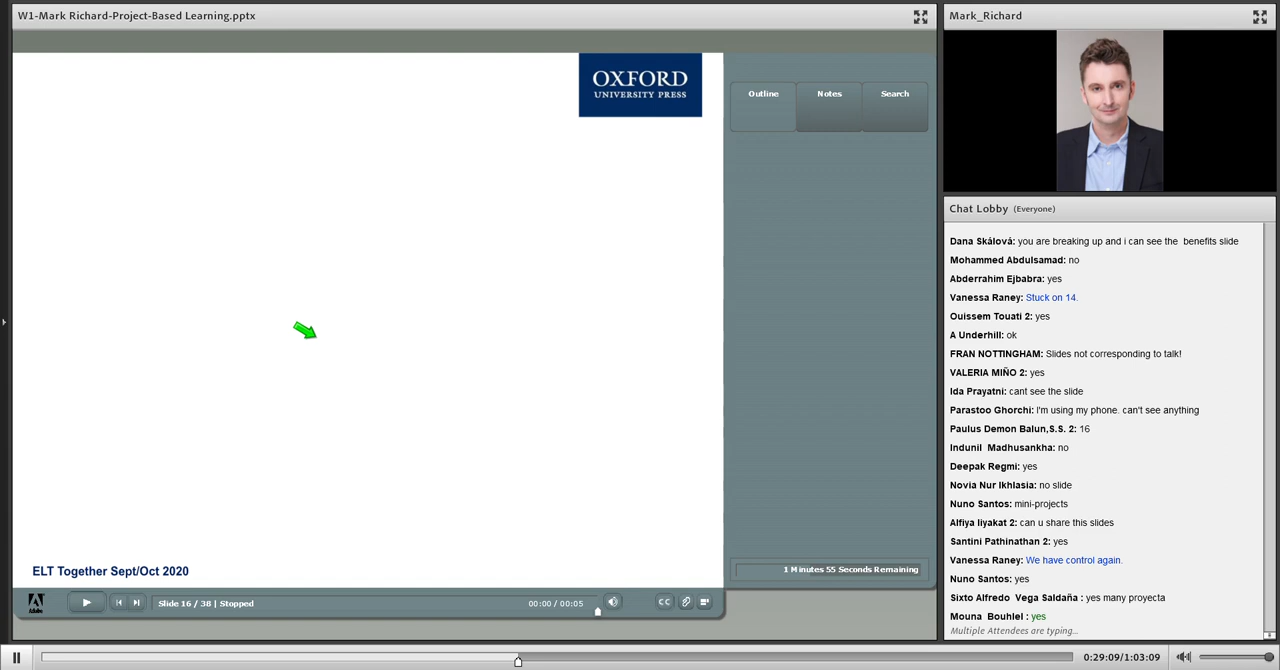 W1-Mark Richard-Project-Based Learning.pptx
OXFORD
UNIVERSITY PRESS
Outline
Notes
Search
ELT Together Sept/Oct 2020
1 Minutes 55 Seconds Remaining
Adobe
Slide 16 / 38 | Stopped
00:00 / 00:05
CC
Mark_Richard
Chat Lobby (Everyone)
Dana Skálová: you are breaking up and i can see the benefits slide
Mohammed Abdulsamad: no
Abderrahim Ejbabra: yes
Vanessa Raney: Stuck on 14.
Ouissem Touati 2: yes
A Underhill: ok
FRAN NOTTINGHAM: Slides not corresponding to talk!
VALERIA MIÑO 2: yes
Ida Prayatni: cant see the slide
Parastoo Ghorchi: I'm using my phone. can't see anything
Paulus Demon Balun,S.S. 2: 16
Indunil Madhusankha: no
Deepak Regmi: yes
Novia Nur Ikhlasia: no slide
Nuno Santos: mini-projects
Alfiya liyakat 2: can u share this slides
Santini Pathinathan 2: yes
Vanessa Raney: We have control again.
Nuno Santos: yes
Sixto Alfredo Vega Saldaña : yes many proyecta
Mouna Bouhlel : yes
Multiple Attendees are typing...
0:29:09/1:03:09